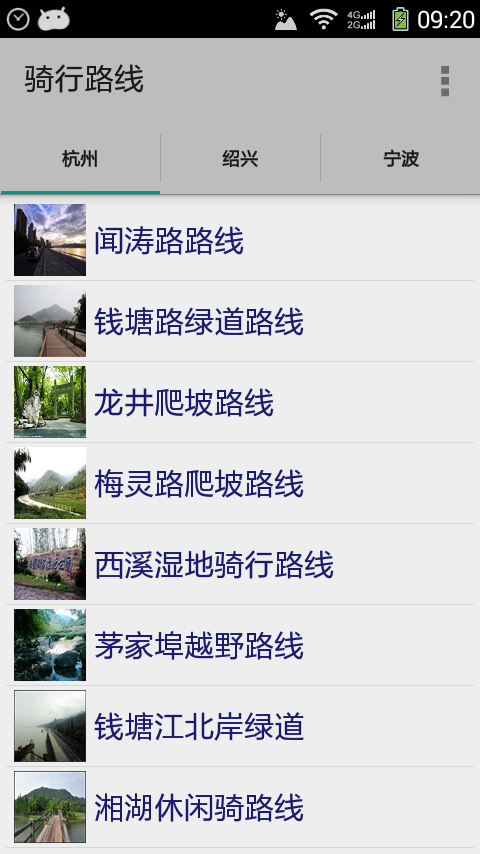 4G
2G
09:20
骑行路线
杭州
绍兴
宁波
闻涛路路线
钱塘路绿道路线
龙井爬坡路线
梅灵路爬坡路线
西溪湿地骑行路线
茅家埠越野路线
钱塘江北岸绿道
湘湖休闲骑路线